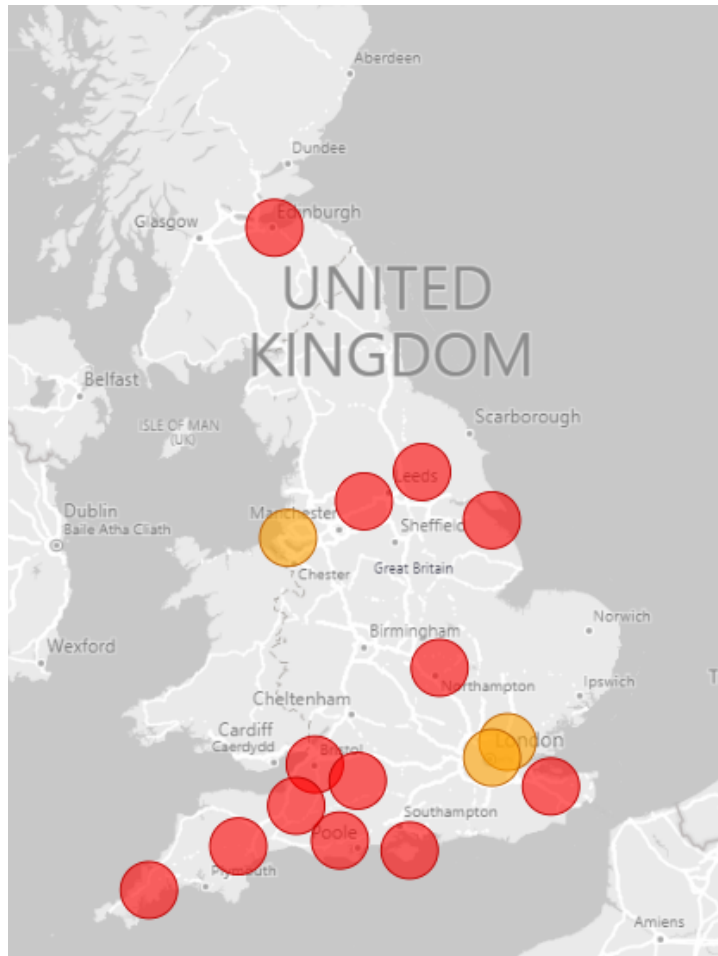 Aberdeen
Dundee
Edinburgh
Glasgow
UNITED
KINGDOM
Belfast
ISLE OF MAN
(UK)
Scarborough
Leeds
Dublin
Baile Atha Cliath
Manchester
Sheffield
Great Britain
Chester
Norwich
Birmingham
Wexford
Northampton
Ipswich
T
Cheltenham
Cardiff
Caerdydd
Bristol
London
Southampton
Poole
Plymouth
Amiens